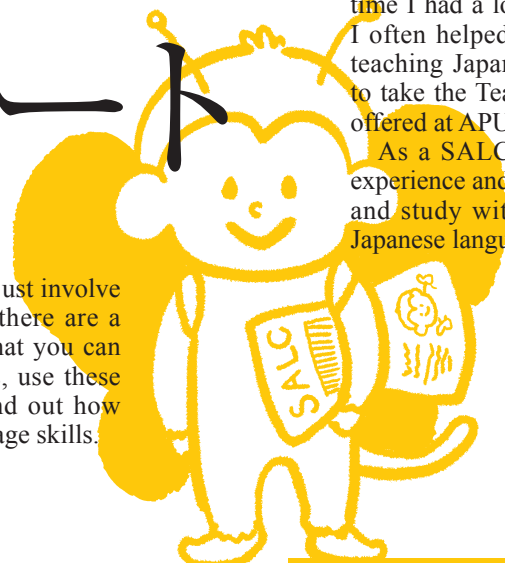 ート
time I had a lo
I often helped
teaching Japan
to take the Tea
offered at APU
As a SALC
experience and
and study wit
Japanese langu
ust involve
there are a
hat you can
, use these
nd out how
age skills.
SALC